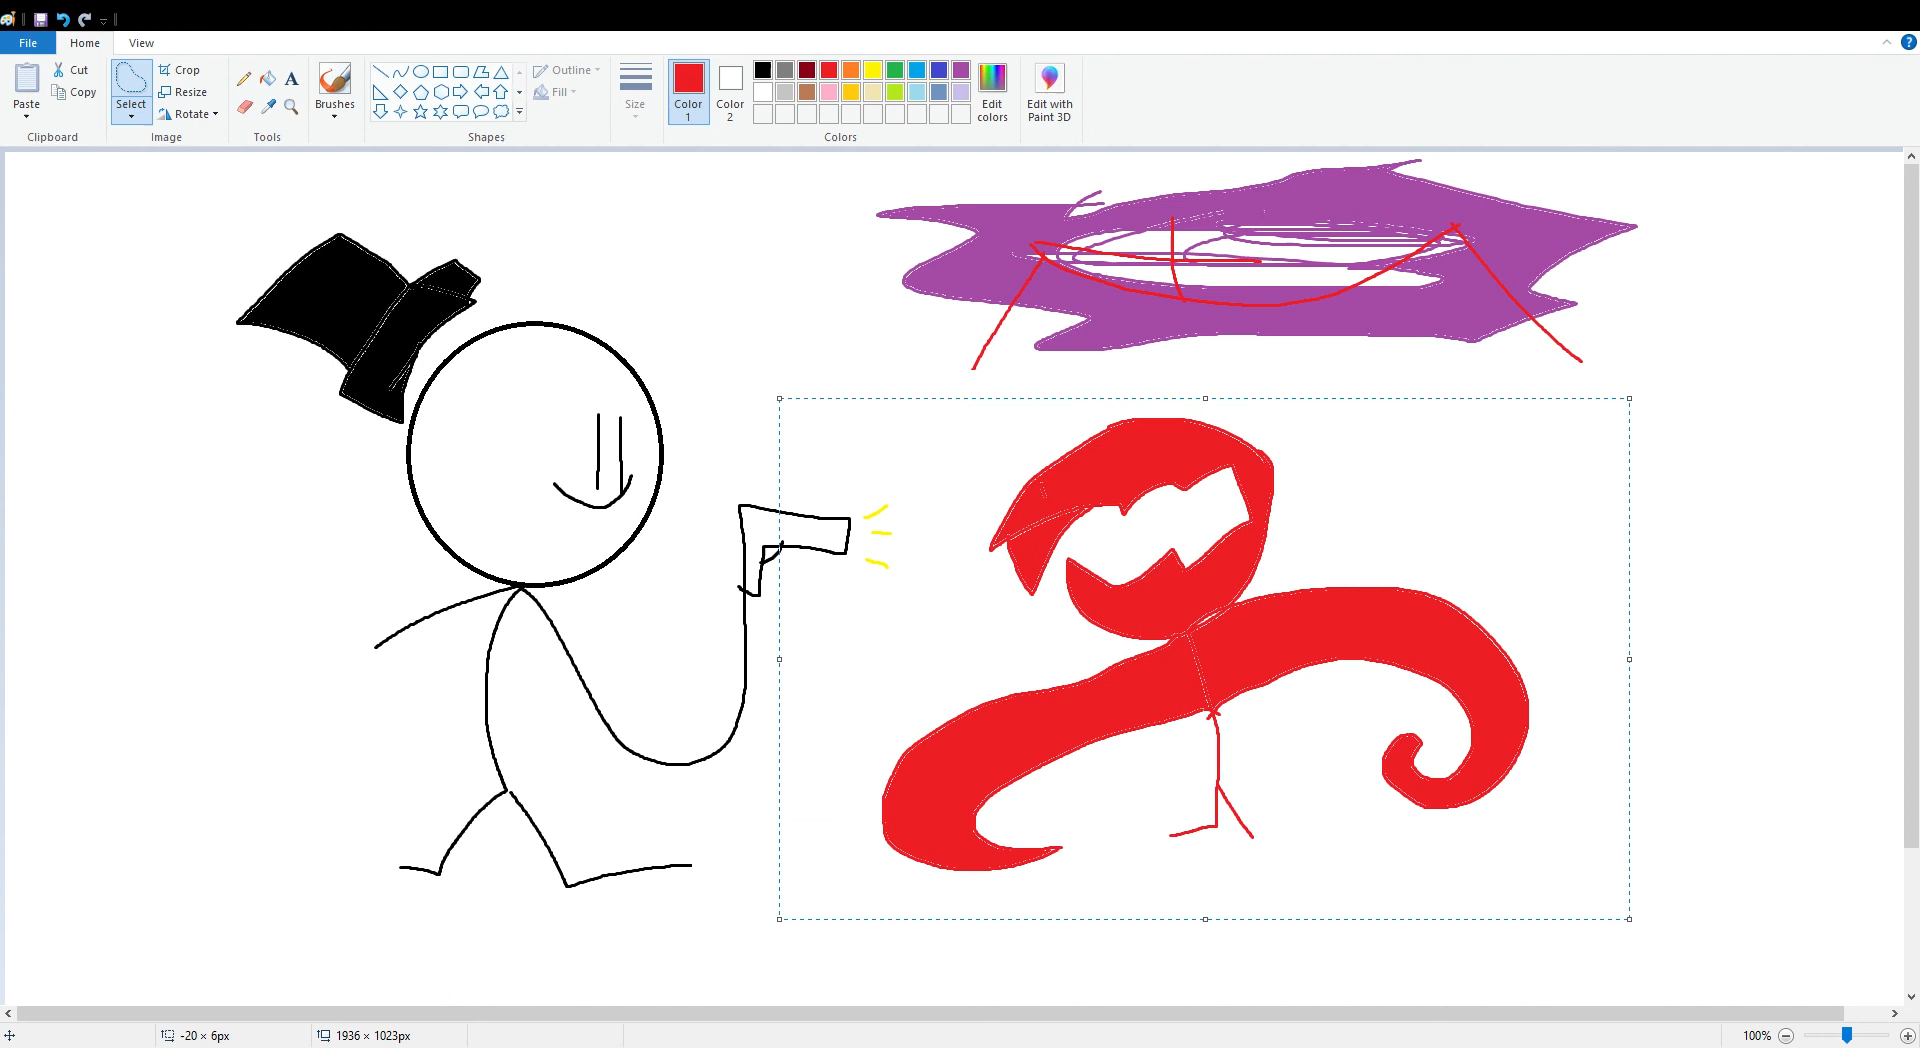 File Home View
Paste Cut Copy Clipboard
Select Crop Resize Rotate Image
A Tools
Brushes
Outline Fill Shapes
Size
Color 1 Color 2 Edit colors Colors
Edit with Paint 3D
?
-20 × 6px 1936 × 1023px 100%